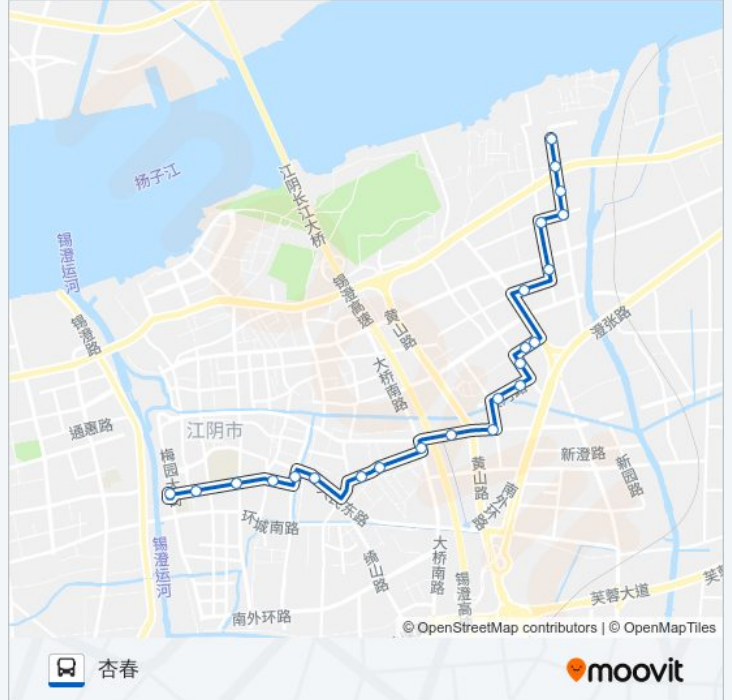 扬子江
江阴长江大桥
锡澄运河
锡澄路
锡澄高速
黄山路
澄张路
大桥南路
通惠路
江阴市
梅园大街
新澄路
黄山路
新园路
南外环路
东路
环城南路
锡澄运河
绮山路
大桥南路
锡澄高
芙蓉大道
芙蓉
南外环路
© OpenStreetMap contributors | © OpenMapTiles
杏春
moovit